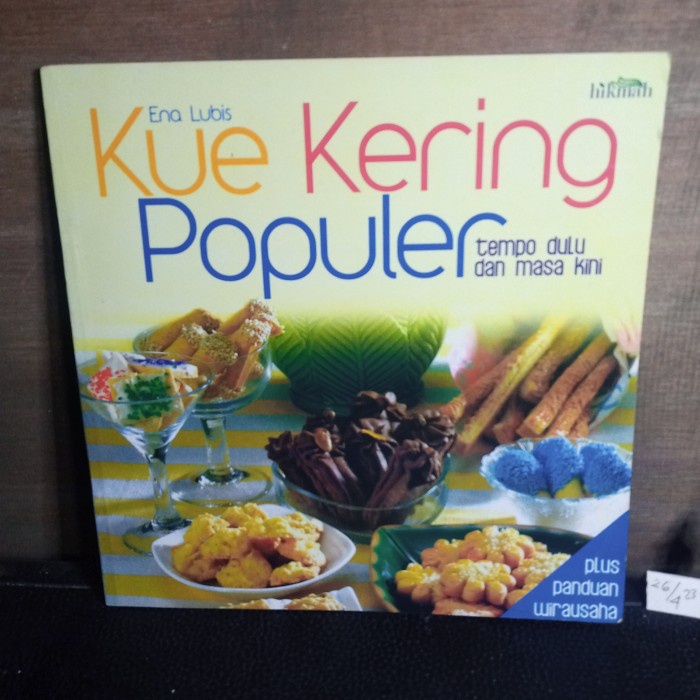 hikmah
Ena Lubis
Kue Kering
Populer
tempo dulu
dan masa kini
plus
panduan
wirausaha
26/4 23